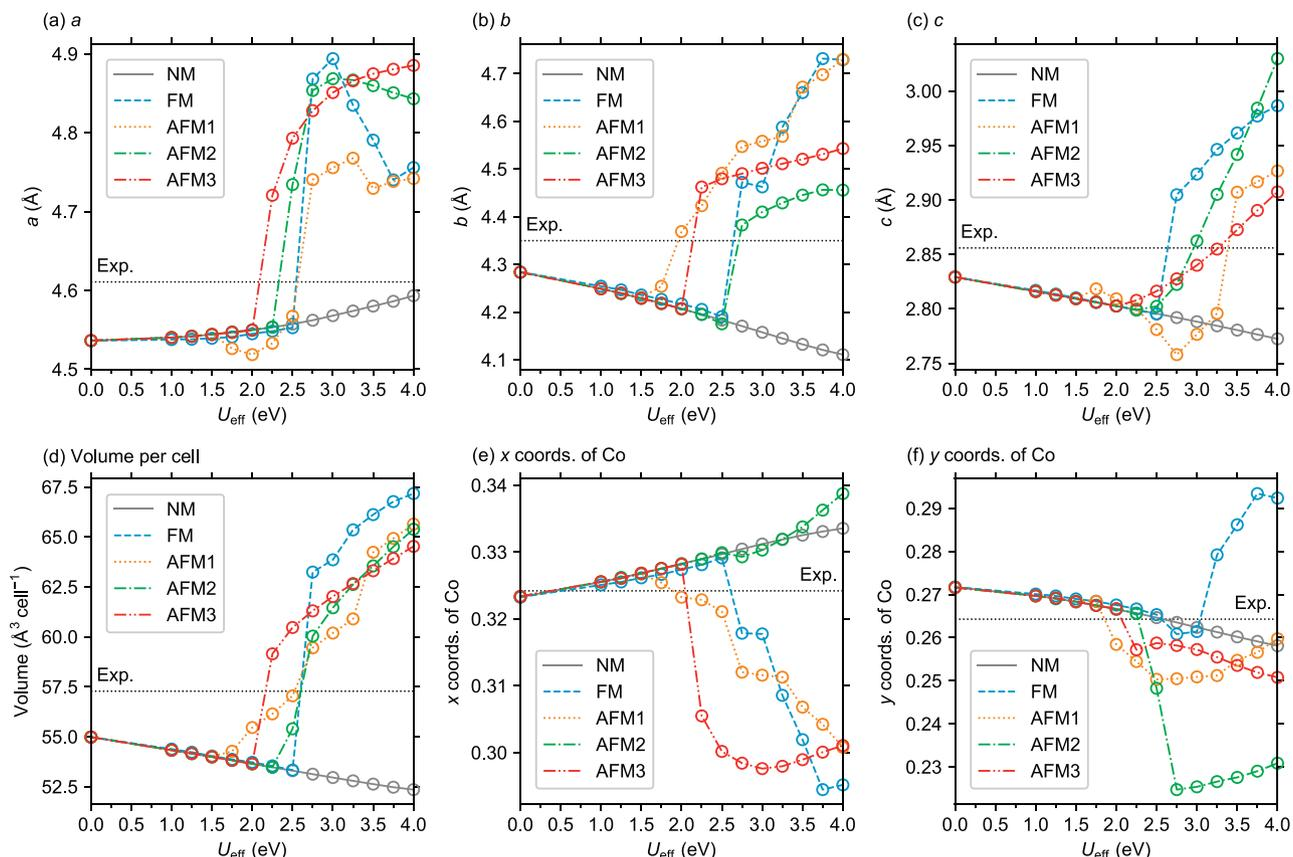 (a) a
4.9
4.8
4.7
4.6
4.5
a (Å)
NM
FM
AFM1
AFM2
AFM3
Exp.
0.0 0.5 1.0 1.5 2.0 2.5 3.0 3.5 4.0
Ueff (eV)
(b) b
4.7
4.6
4.5
4.4
4.3
4.2
4.1
b (Å)
NM
FM
AFM1
AFM2
AFM3
Exp.
0.0 0.5 1.0 1.5 2.0 2.5 3.0 3.5 4.0
Ueff (eV)
(c) c
3.00
2.95
2.90
2.85
2.80
2.75
c (Å)
NM
FM
AFM1
AFM2
AFM3
Exp.
0.0 0.5 1.0 1.5 2.0 2.5 3.0 3.5 4.0
Ueff (eV)
(d) Volume per cell
67.5
65.0
62.5
60.0
57.5
55.0
52.5
Volume (Å3 cell−1)
NM
FM
AFM1
AFM2
AFM3
Exp.
0.0 0.5 1.0 1.5 2.0 2.5 3.0 3.5 4.0
Ueff (eV)
(e) x coords. of Co
0.34
0.33
0.32
0.31
0.30
x coords. of Co
Exp.
NM
FM
AFM1
AFM2
AFM3
0.0 0.5 1.0 1.5 2.0 2.5 3.0 3.5 4.0
Ueff (eV)
(f) y coords. of Co
0.29
0.28
0.27
0.26
0.25
0.24
0.23
y coords. of Co
Exp.
NM
FM
AFM1
AFM2
AFM3
0.0 0.5 1.0 1.5 2.0 2.5 3.0 3.5 4.0
Ueff (eV)